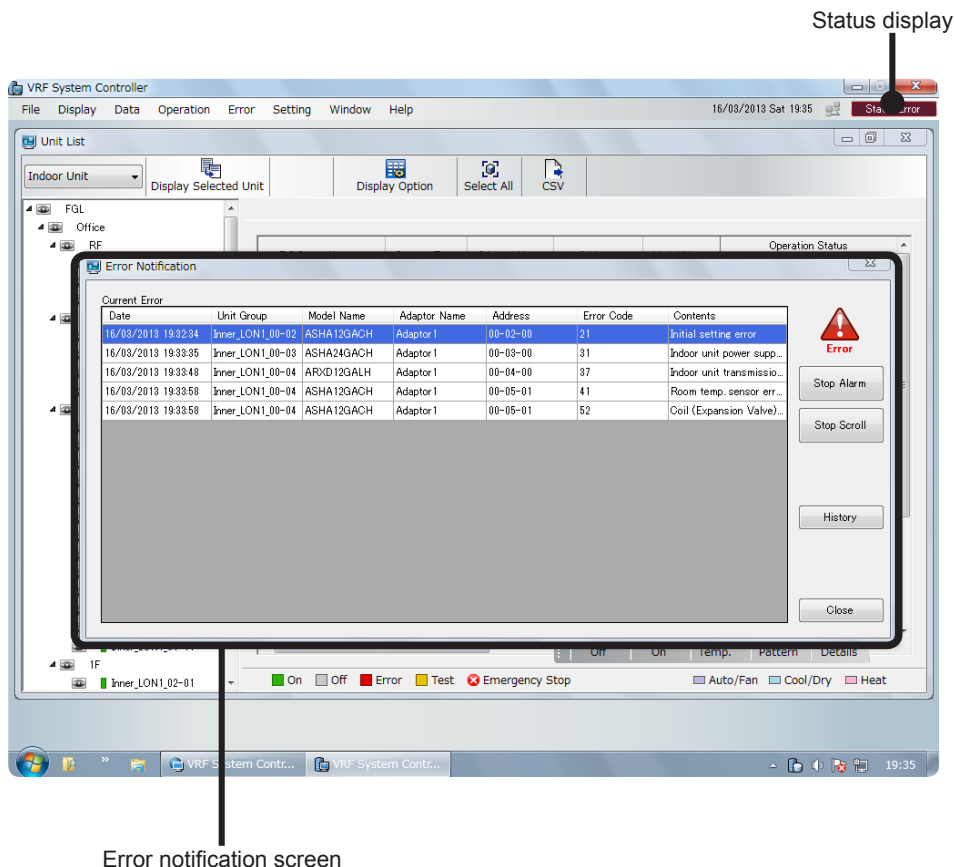 Status display
VRF System Controller
File Display Data Operation Error Setting Window Help 16/03/2013 Sat 19:35
Unit List
Indoor Unit Display Selected Unit Display Option Select All CSV
FGL
Office
RF
Operation Status
Error Notification
Current Error
Date Unit Group Model Name Adaptor Name Address Error Code Contents
16/03/2013 19:32:34 Inner_LON1_00-02 ASHA12GACH Adaptor1 00-02-00 21 Initial setting error
16/03/2013 19:33:35 Inner_LON1_00-03 ASHA24GACH Adaptor1 00-03-00 31 Indoor unit power supp...
16/03/2013 19:33:48 Inner_LON1_00-04 ARXD12GALH Adaptor1 00-04-00 37 Indoor unit transmissio...
16/03/2013 19:33:58 Inner_LON1_00-04 ASHA12GACH Adaptor1 00-05-01 41 Room temp. sensor err...
16/03/2013 19:33:58 Inner_LON1_00-04 ASHA12GACH Adaptor1 00-05-01 52 Coil (Expansion Valve)...
Error
Stop Alarm
Stop Scroll
History
Close
Off On Temp. Pattern Details
1F
Inner_LON1_02-01
On Off Error Test Emergency Stop Auto/Fan Cool/Dry Heat
VRF System Contr... VRF System Contr... 19:35
Error notification screen